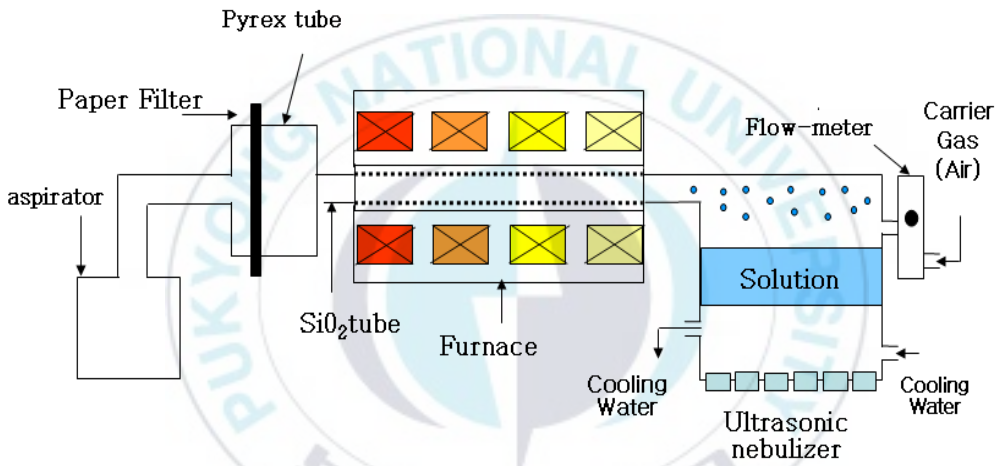 Pyrex tube
Paper Filter
aspirator
SiO₂tube
Furnace
Flow-meter
Carrier
Gas
(Air)
Solution
Cooling
Water
Cooling
Water
Ultrasonic
nebulizer
PUKYONG NATIONAL UNIVERSITY